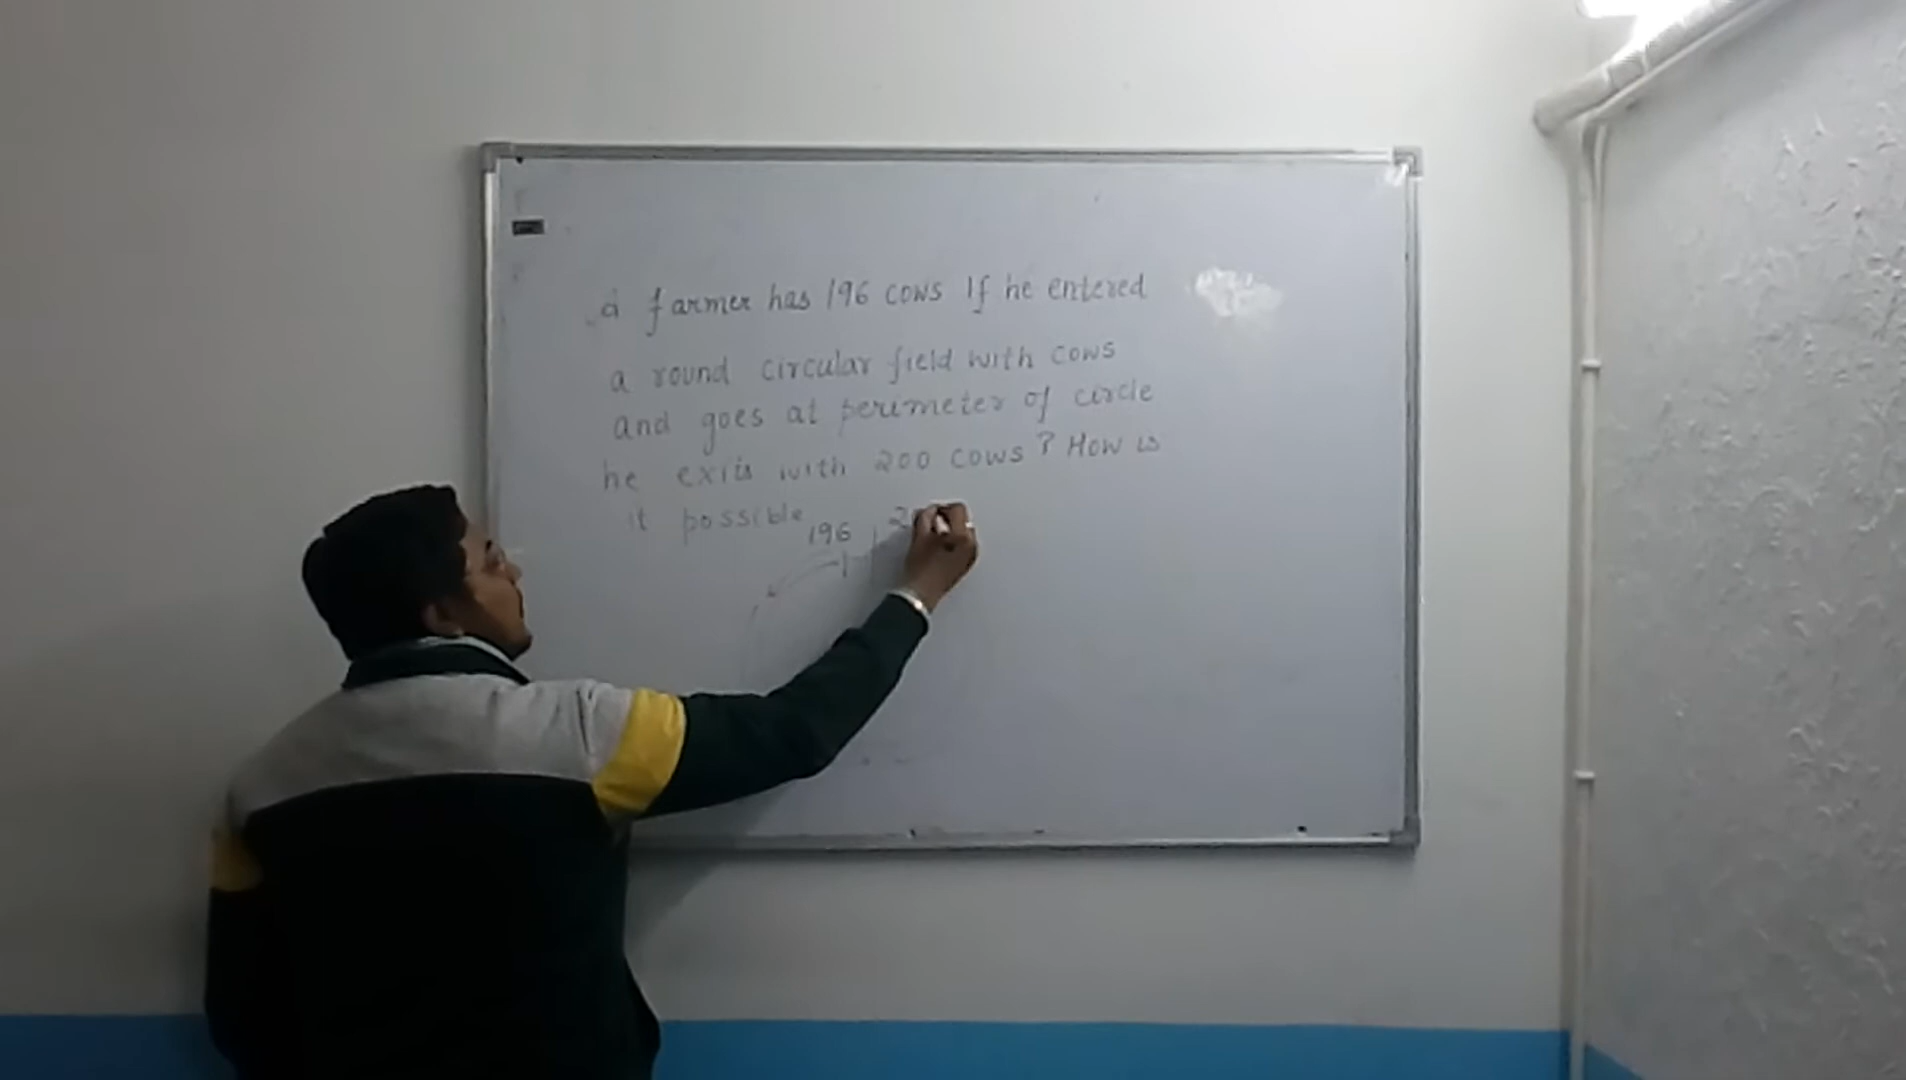 a farmer has 196 cows If he entered
a round circular field with cows
and goes at perimeter of circle
he exits with 200 cows ? How is
it possible
196